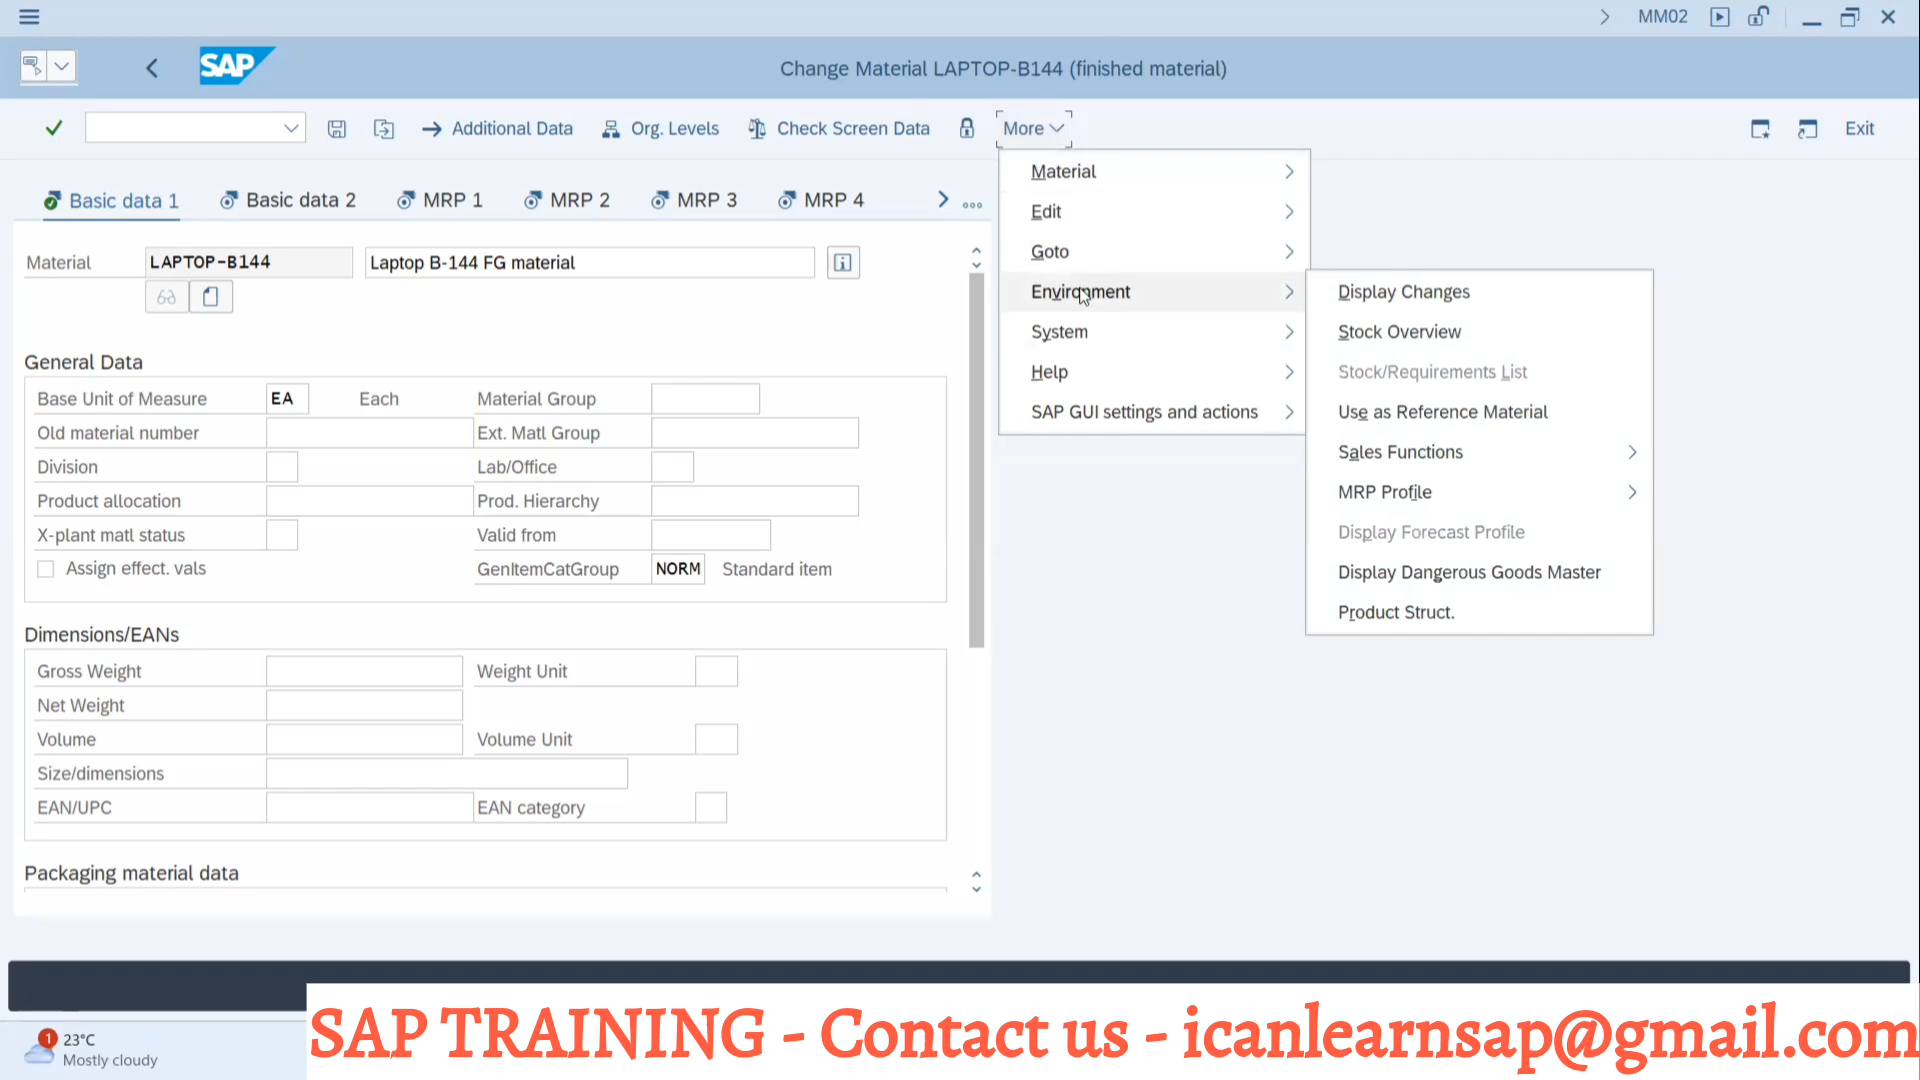 MM02
SAP
Change Material LAPTOP-B144 (finished material)
Additional Data
Org. Levels
Check Screen Data
More
Exit
Basic data 1
Basic data 2
MRP 1
MRP 2
MRP 3
MRP 4
Material
Edit
Goto
Environment
System
Help
SAP GUI settings and actions
Display Changes
Stock Overview
Stock/Requirements List
Use as Reference Material
Sales Functions
MRP Profile
Display Forecast Profile
Display Dangerous Goods Master
Product Struct.
Material LAPTOP-B144 Laptop B-144 FG material
General Data
Base Unit of Measure EA Each Material Group
Old material number Ext. Matl Group
Division Lab/Office
Product allocation Prod. Hierarchy
X-plant matl status Valid from
Assign effect. vals GenItemCatGroup NORM Standard item
Dimensions/EANs
Gross Weight Weight Unit
Net Weight
Volume Volume Unit
Size/dimensions
EAN/UPC EAN category
Packaging material data
1
23°C
Mostly cloudy
SAP TRAINING - Contact us - icanlearnsap@gmail.com